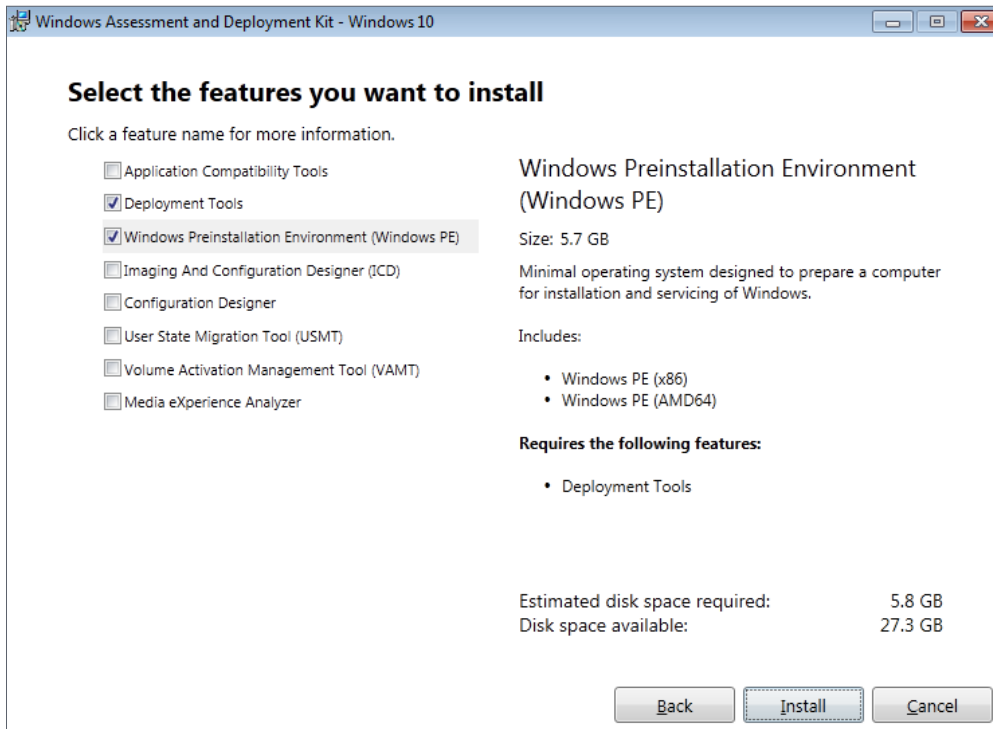 Windows Assessment and Deployment Kit - Windows 10
Select the features you want to install
Click a feature name for more information.
Application Compatibility Tools
Deployment Tools
Windows Preinstallation Environment (Windows PE)
Imaging And Configuration Designer (ICD)
Configuration Designer
User State Migration Tool (USMT)
Volume Activation Management Tool (VAMT)
Media eXperience Analyzer
Windows Preinstallation Environment
(Windows PE)
Size: 5.7 GB
Minimal operating system designed to prepare a computer
for installation and servicing of Windows.
Includes:
• Windows PE (x86)
• Windows PE (AMD64)
Requires the following features:
• Deployment Tools
Estimated disk space required: 5.8 GB
Disk space available: 27.3 GB
Back Install Cancel